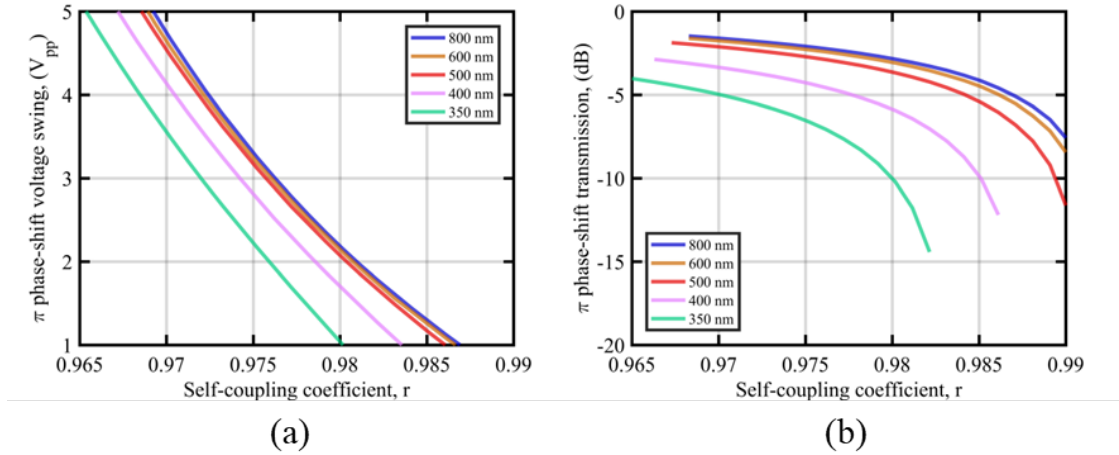 π phase-shift voltage swing, (Vpp)
5
4
3
2
1
800 nm
600 nm
500 nm
400 nm
350 nm
0.965
0.97
0.975
0.98
0.985
0.99
Self-coupling coefficient, r
(a)
π phase-shift transmission, (dB)
0
-5
-10
-15
-20
800 nm
600 nm
500 nm
400 nm
350 nm
0.965
0.97
0.975
0.98
0.985
0.99
Self-coupling coefficient, r
(b)